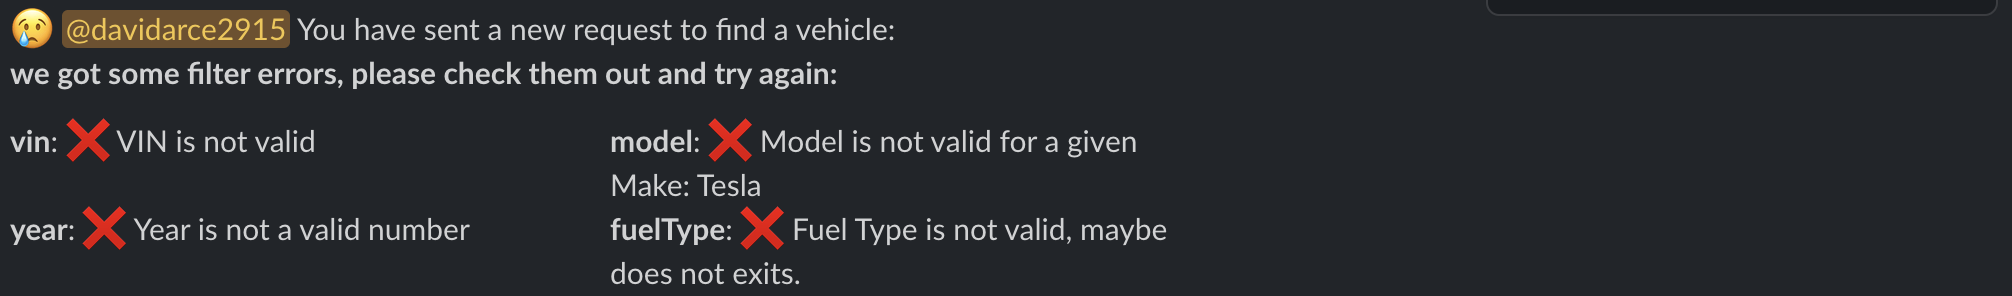 @davidarce2915 You have sent a new request to find a vehicle:
we got some filter errors, please check them out and try again:
vin: ❌ VIN is not valid
model: ❌ Model is not valid for a given
Make: Tesla
year: ❌ Year is not a valid number
fuelType: ❌ Fuel Type is not valid, maybe
does not exits.